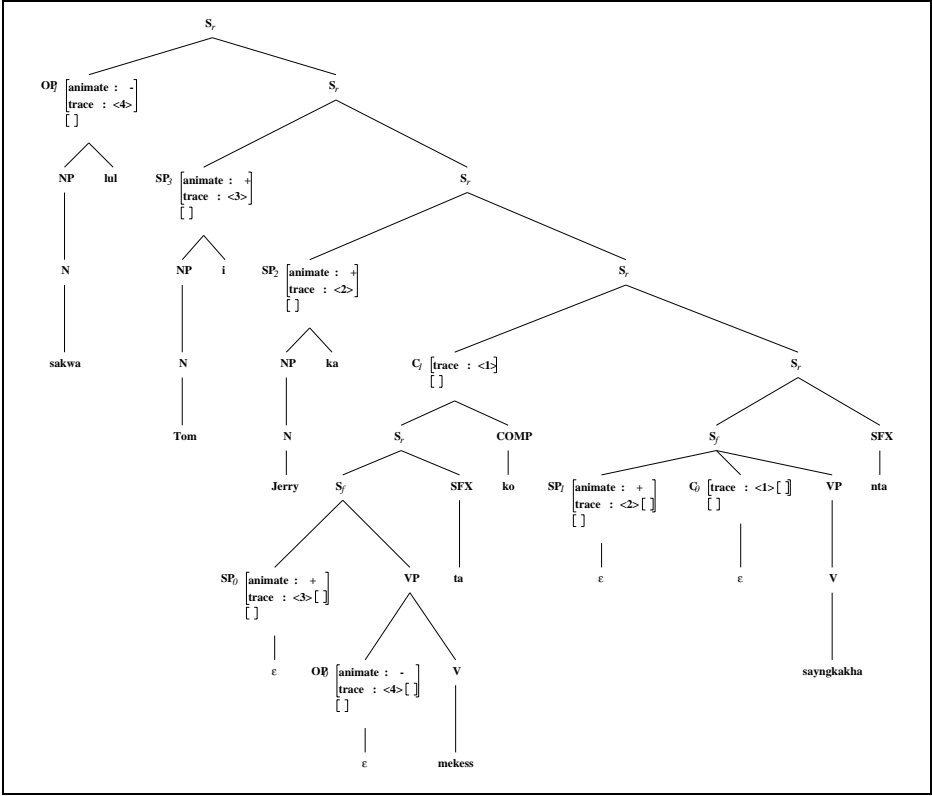 S_r
OP_1 [animate : -
trace : <4>]
[ ]
S_r
NP lul
SP_3 [animate : +
trace : <3>]
[ ]
S_r
N
NP i
SP_2 [animate : +
trace : <2>]
[ ]
S_r
sakwa
N
NP ka
C_1 [trace : <1>]
[ ]
S_r
Tom
N
S_r
COMP
S_f
SFX
Jerry
S_f
SFX
ko
SP_1 [animate : +
trace : <2>[ ]]
[ ]
C_0 [trace : <1>[ ]]
[ ]
VP
nta
SP_0 [animate : +
trace : <3>[ ]]
[ ]
VP
ta
ε
ε
V
ε
OP_0 [animate : -
trace : <4>[ ]]
[ ]
V
sayngkakha
ε
mekess